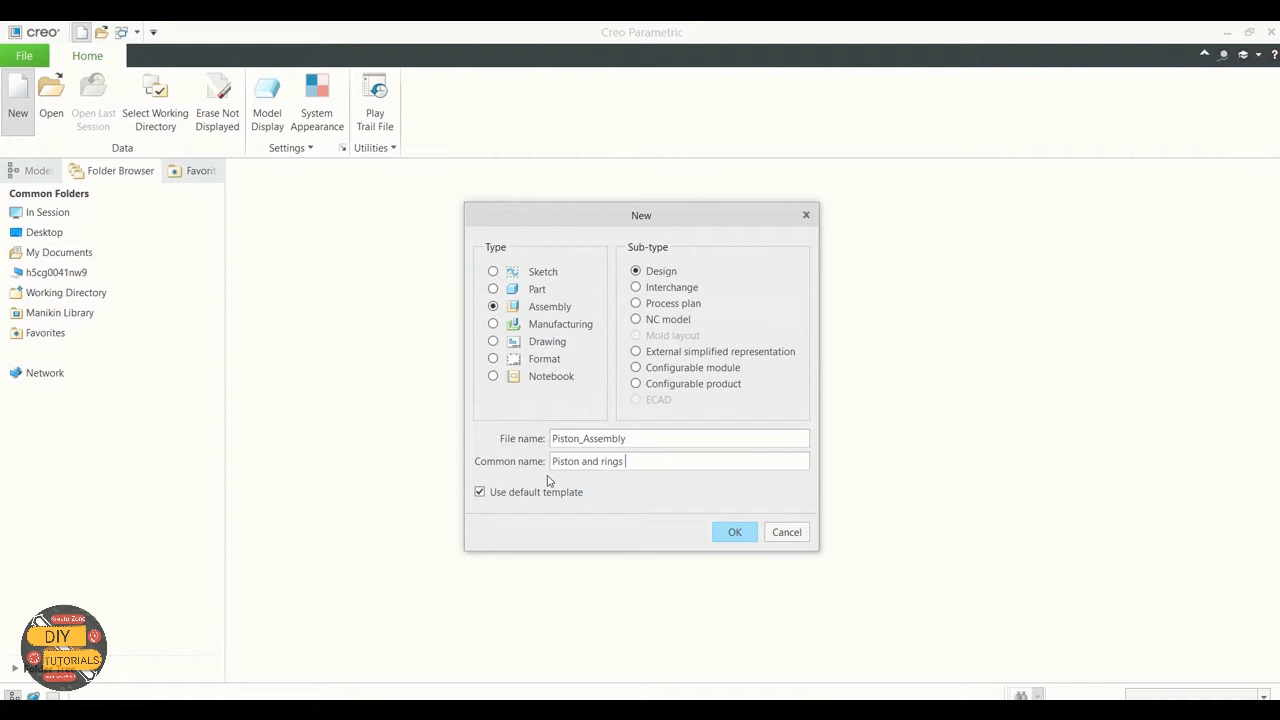 creo
Creo Parametric
File
Home
New
Open
Open Last
Session
Select Working
Directory
Erase Not
Displayed
Model
Display
System
Appearance
Play
Trail File
Data
Settings
Utilities
Mode
Folder Browser
Favorit
Common Folders
In Session
Desktop
My Documents
h5cg0041nw9
Working Directory
Manikin Library
Favorites
Network
New
Type
Sketch
Part
Assembly
Manufacturing
Drawing
Format
Notebook
Sub-type
Design
Interchange
Process plan
NC model
Mold layout
External simplified representation
Configurable module
Configurable product
ECAD
File name: Piston_Assembly
Common name: Piston and rings
Use default template
OK
Cancel
DIY
TUTORIALS